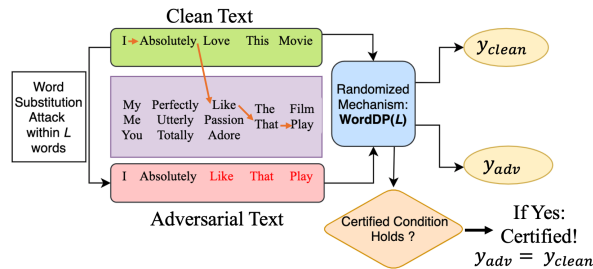 Clean Text
I Absolutely Love This Movie
Word
Substitution
Attack
within L
words
My Perfectly Like The Film
Me Utterly Passion That Play
You Totally Adore
I Absolutely Like That Play
Adversarial Text
Randomized
Mechanism:
WordDP(L)
y_clean
y_adv
Certified Condition
Holds ?
If Yes:
Certified!
y_adv = y_clean